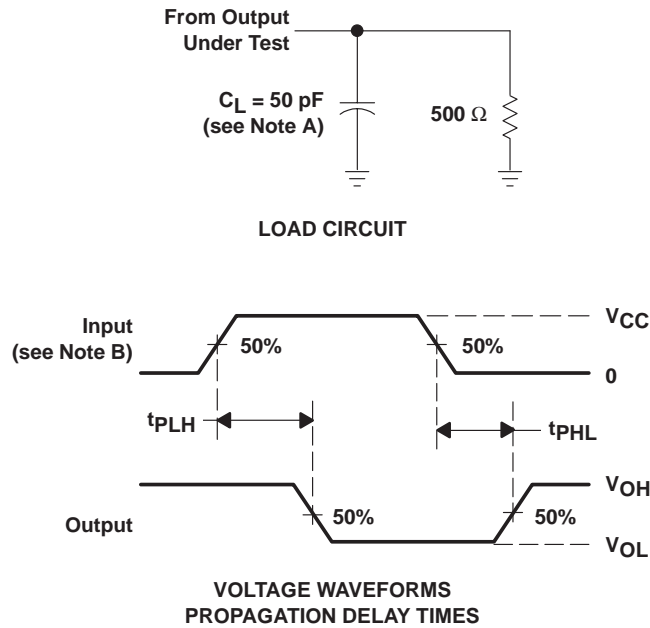 From Output
Under Test
CL = 50 pF
(see Note A)
500 Ω
LOAD CIRCUIT
Input
(see Note B)
50%
50%
VCC
0
tPLH
tPHL
Output
50%
50%
VOH
VOL
VOLTAGE WAVEFORMS
PROPAGATION DELAY TIMES